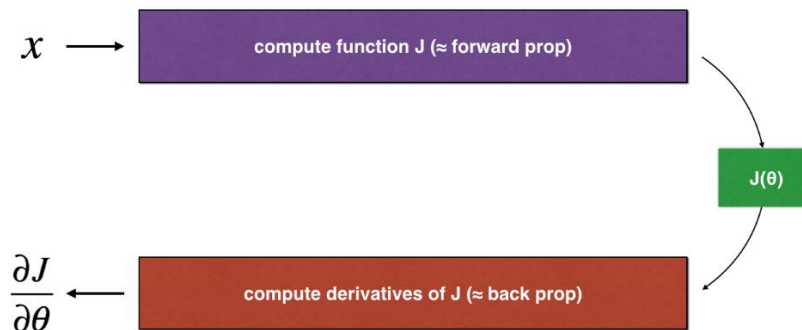 x
compute function J (≈ forward prop)
J(θ)
compute derivatives of J (≈ back prop)
∂J
∂θ